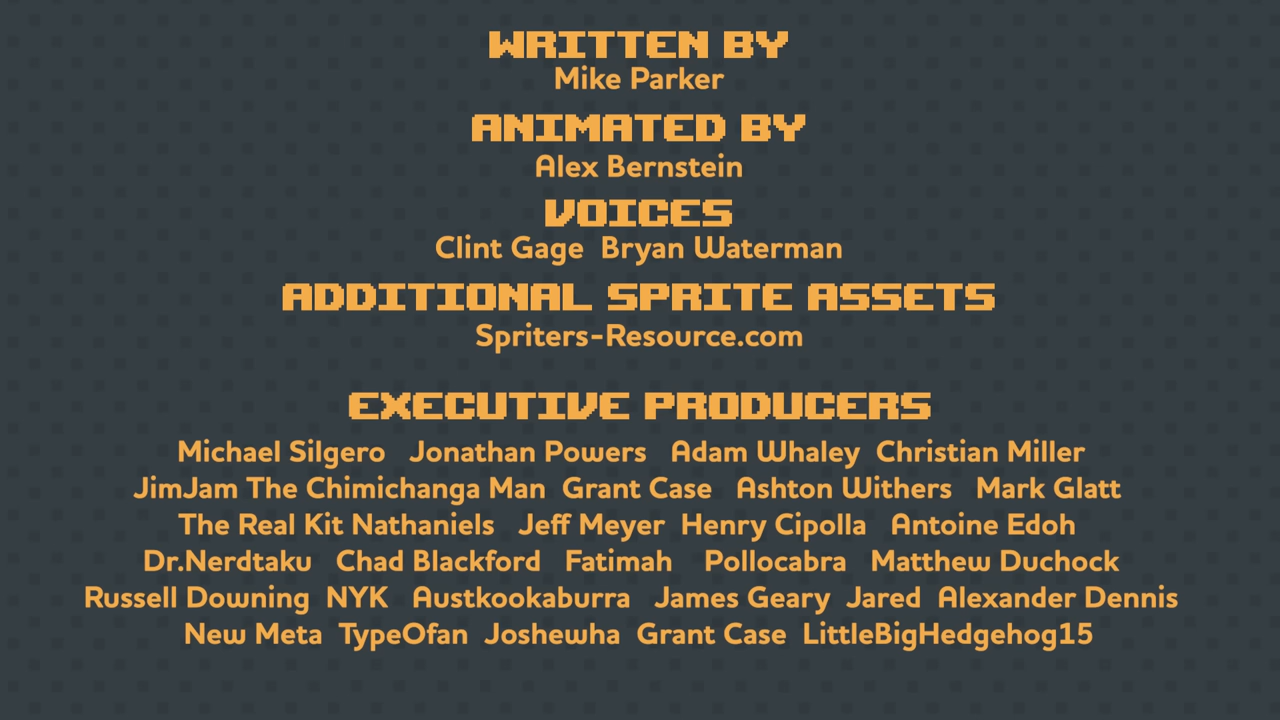 WRITTEN BY
Mike Parker
ANIMATED BY
Alex Bernstein
VOICES
Clint Gage Bryan Waterman
ADDITIONAL SPRITE ASSETS
Spriters-Resource.com
EXECUTIVE PRODUCERS
Michael Silgero Jonathan Powers Adam Whaley Christian Miller
JimJam The Chimichanga Man Grant Case Ashton Withers Mark Glatt
The Real Kit Nathaniels Jeff Meyer Henry Cipolla Antoine Edoh
Dr.Nerdtaku Chad Blackford Fatimah Pollocabra Matthew Duchock
Russell Downing NYK Austkookaburra James Geary Jared Alexander Dennis
New Meta TypeOfan Joshewha Grant Case LittleBigHedgehog15